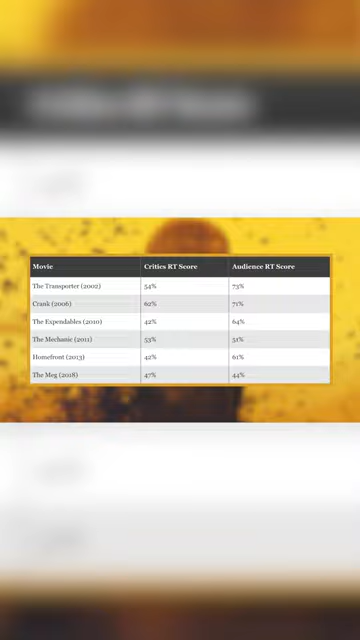 Movie Critics RT Score Audience RT Score
The Transporter (2002) 54% 73%
Crank (2006) 62% 71%
The Expendables (2010) 42% 64%
The Mechanic (2011) 53% 51%
Homefront (2013) 42% 61%
The Meg (2018) 47% 44%